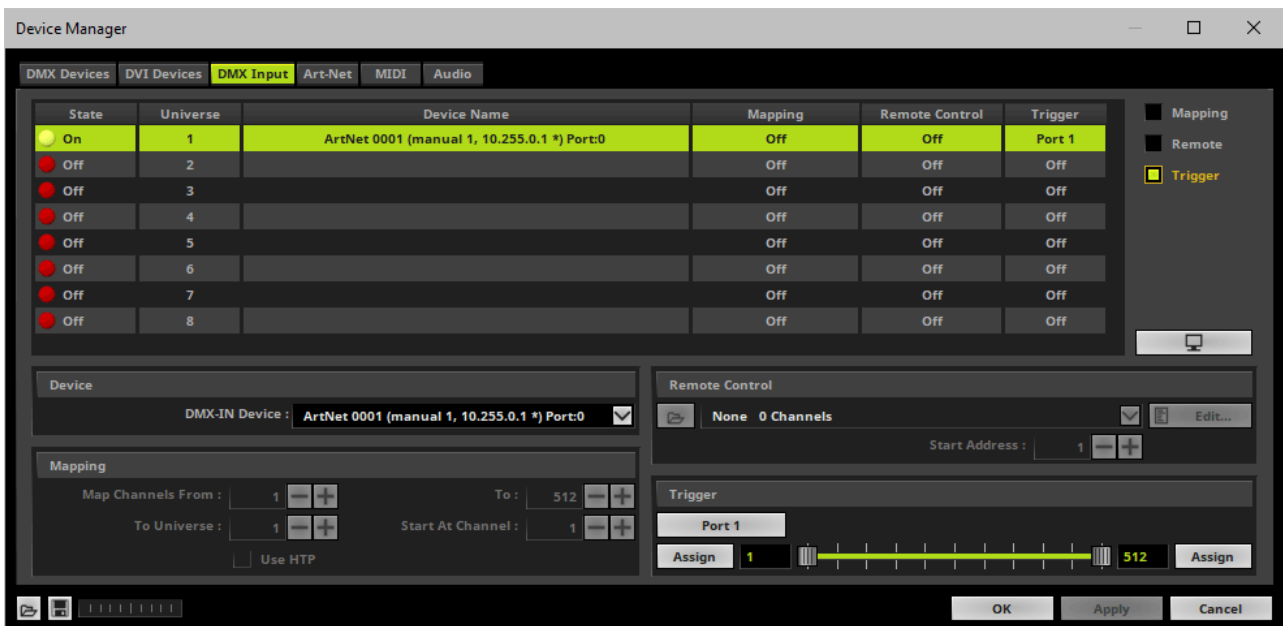 Device Manager
DMX Devices DVI Devices DMX Input Art-Net MIDI Audio
State Universe Device Name Mapping Remote Control Trigger
On 1 ArtNet 0001 (manual 1, 10.255.0.1 *) Port:0 Off Off Port 1
Off 2 Off Off Off
Off 3 Off Off Off
Off 4 Off Off Off
Off 5 Off Off Off
Off 6 Off Off Off
Off 7 Off Off Off
Off 8 Off Off Off
Mapping
Remote
Trigger
Device
DMX-IN Device : ArtNet 0001 (manual 1, 10.255.0.1 *) Port:0
Mapping
Map Channels From : 1 To : 512
To Universe : 1 Start At Channel : 1
Use HTP
Remote Control
None 0 Channels Edit...
Start Address : 1
Trigger
Port 1
Assign 1 512 Assign
OK Apply Cancel